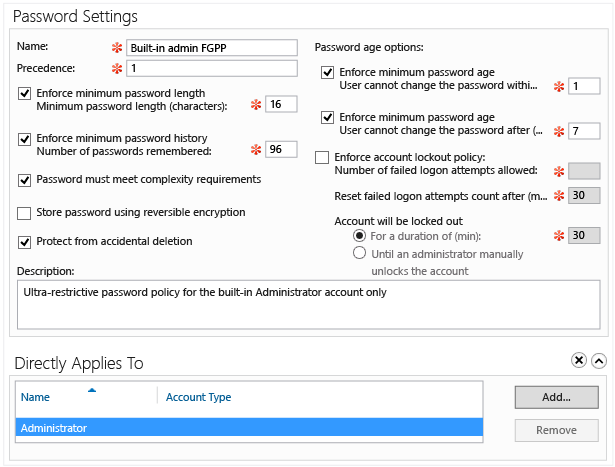 Password Settings
Name: * Built-in admin FGPP
Precedence: * 1
Enforce minimum password length
Minimum password length (characters): * 16
Enforce minimum password history
Number of passwords remembered: * 96
Password must meet complexity requirements
Store password using reversible encryption
Protect from accidental deletion
Password age options:
Enforce minimum password age
User cannot change the password withi... * 1
Enforce minimum password age
User cannot change the password after (... * 7
Enforce account lockout policy:
Number of failed logon attempts allowed: *
Reset failed logon attempts count after (m... * 30
Account will be locked out
For a duration of (min): * 30
Until an administrator manually
unlocks the account
Description:
Ultra-restrictive password policy for the built-in Administrator account only
Directly Applies To
Name Account Type
Administrator
Add...
Remove